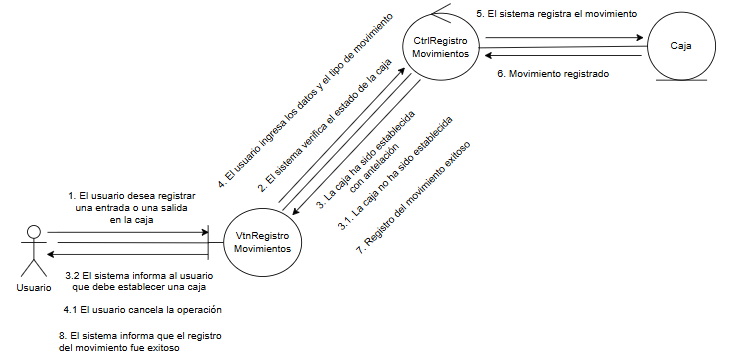 5. El sistema registra el movimiento
CtrlRegistro
Movimientos
Caja
6. Movimiento registrado
4. El usuario ingresa los datos y el tipo de movimiento
2. El sistema verifica el estado de la caja
3. La caja ha sido establecida
con antelación
3.1. La caja no ha sido establecida
7. Registro del movimiento exitoso
1. El usuario desea registrar
una entrada o una salida
en la caja
VtnRegistro
Movimientos
Usuario
3.2 El sistema informa al usuario
que debe establecer una caja
4.1 El usuario cancela la operación
8. El sistema informa que el registro
del movimiento fue exitoso